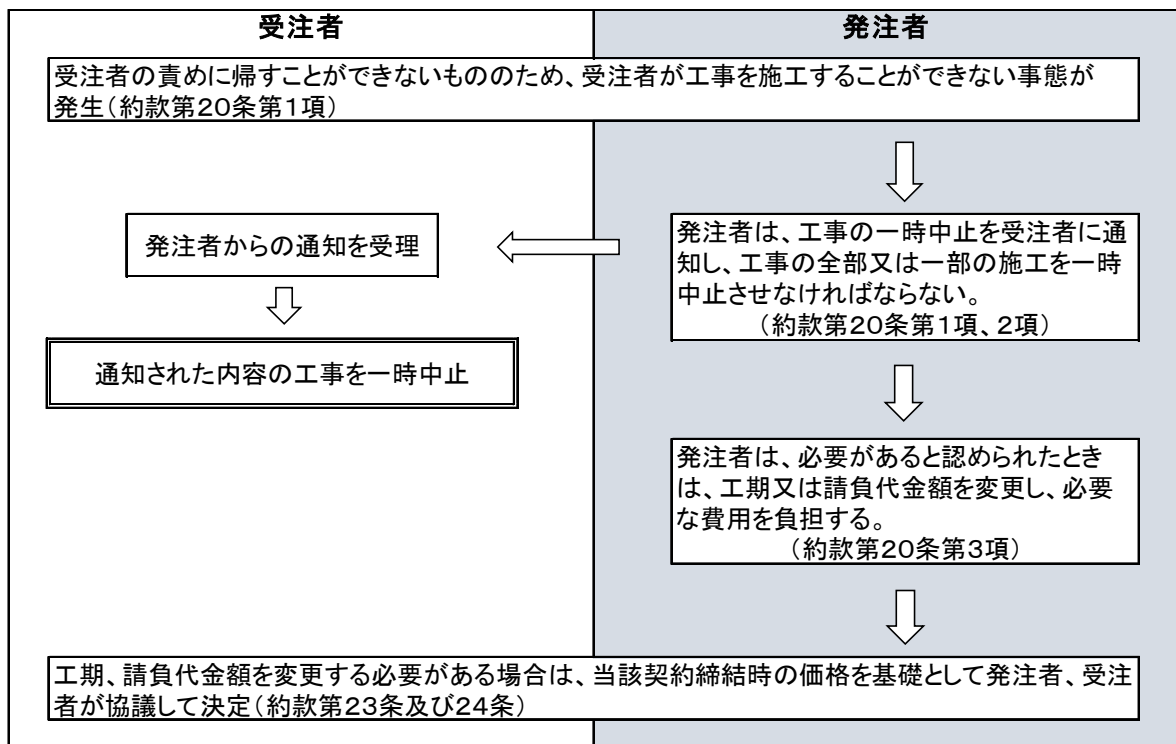 受注者
発注者
受注者の責めに帰すことができないもののため、受注者が工事を施工することができない事態が
発生(約款第20条第1項)
発注者は、工事の一時中止を受注者に通
知し、工事の全部又は一部の施工を一時
中止させなければならない。
(約款第20条第1項、2項)
発注者からの通知を受理
通知された内容の工事を一時中止
発注者は、必要があると認められたとき
は、工期又は請負代金額を変更し、必要
な費用を負担する。
(約款第20条第3項)
工期、請負代金額を変更する必要がある場合は、当該契約締結時の価格を基礎として発注者、受注
者が協議して決定(約款第23条及び24条)